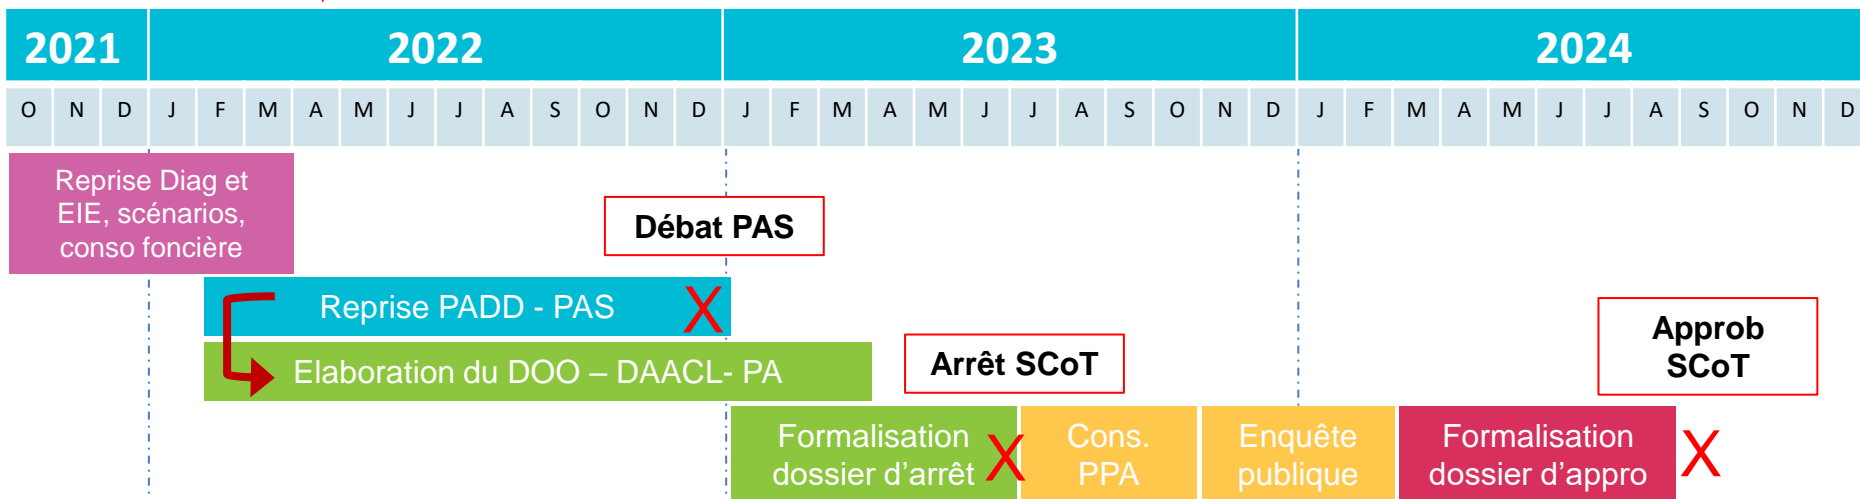 2021 2022 2023 2024
O N D J F M A M J J A S O N D J F M A M J J A S O N D J F M A M J J A S O N D
Reprise Diag et
EIE, scénarios,
conso foncière
Débat PAS
Reprise PADD - PAS X
Elaboration du DOO – DAACL- PA
Arrêt SCoT
Approb
SCoT
Formalisation
dossier d'arrêt X
Cons.
PPA
Enquête
publique
Formalisation
dossier d'appro X